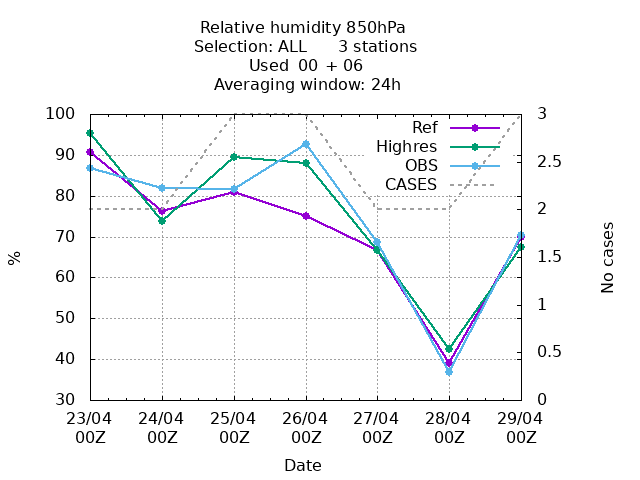 Relative humidity 850hPa
Selection: ALL 3 stations
Used 00 + 06
Averaging window: 24h
100
90
80
70
60
50
40
30
%
3
2.5
2
1.5
1
0.5
0
No cases
Ref
Highres
OBS
CASES
23/04 24/04 25/04 26/04 27/04 28/04 29/04
00Z 00Z 00Z 00Z 00Z 00Z 00Z
Date